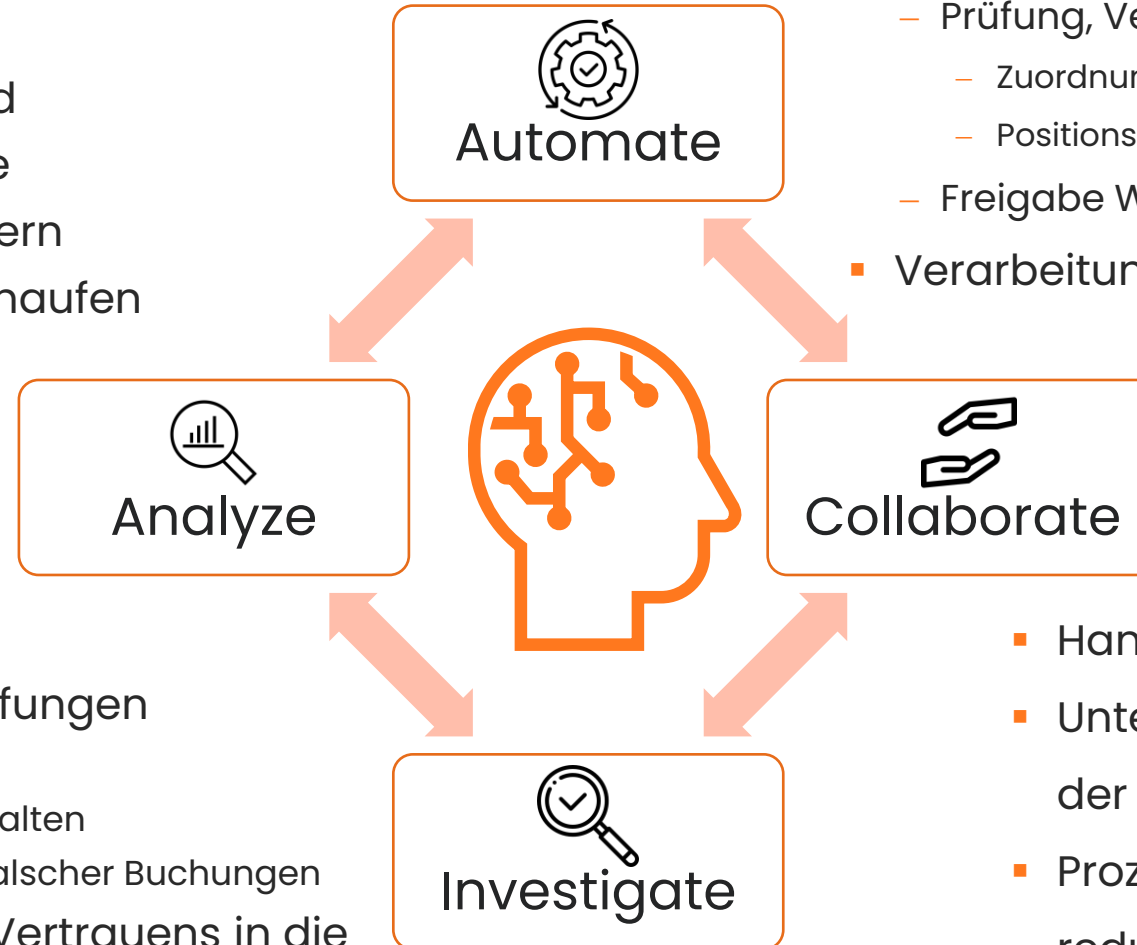 Prüfung, Ve
Zuordnu
Positions
Freigabe W
Verarbeitun
d
e
ern
haufen
Automate
Analyze
Collaborate
fungen
alten
alscher Buchungen
Vertrauens in die
Investigate
Han
Unte
der
Proz